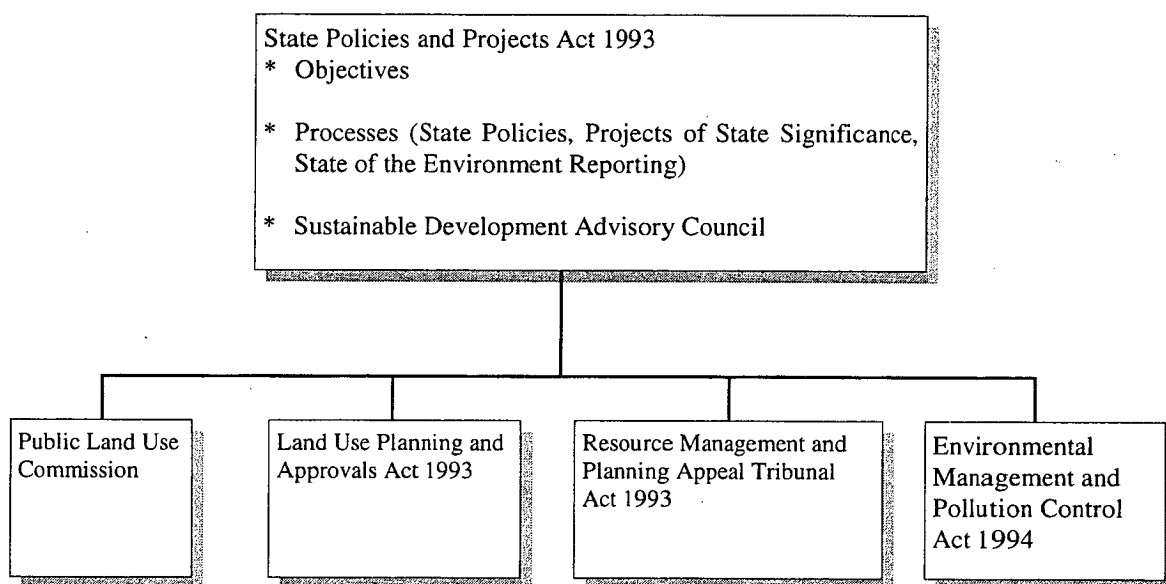 State Policies and Projects Act 1993
* Objectives
* Processes (State Policies, Projects of State Significance,
State of the Environment Reporting)
* Sustainable Development Advisory Council
Public Land Use
Commission
Land Use Planning and
Approvals Act 1993
Resource Management and
Planning Appeal Tribunal
Act 1993
Environmental
Management and
Pollution Control
Act 1994